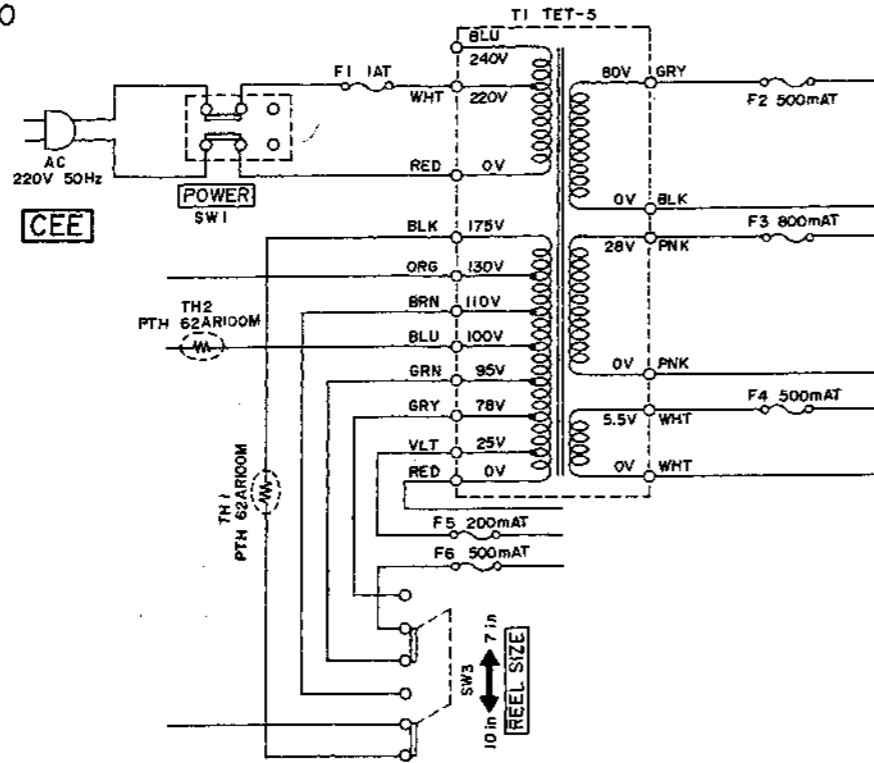 O
T1 TET-5
BLU
240V
F1 1AT
WHT
220V
80V
GRY
F2 500mAT
AC
220V 50Hz
POWER
SW1
RED
0V
0V
BLK
CEE
F3 800mAT
BLK
175V
28V
PNK
ORG
130V
TH2
PTH 62AR100M
BRN
110V
BLU
100V
GRN
95V
0V
PNK
F4 500mAT
GRY
78V
5.5V
WHT
VLT
25V
RED
0V
0V
WHT
TH1
PTH 62AR100M
F5 200mAT
F6 500mAT
SW3
10 in
7 in
REEL SIZE